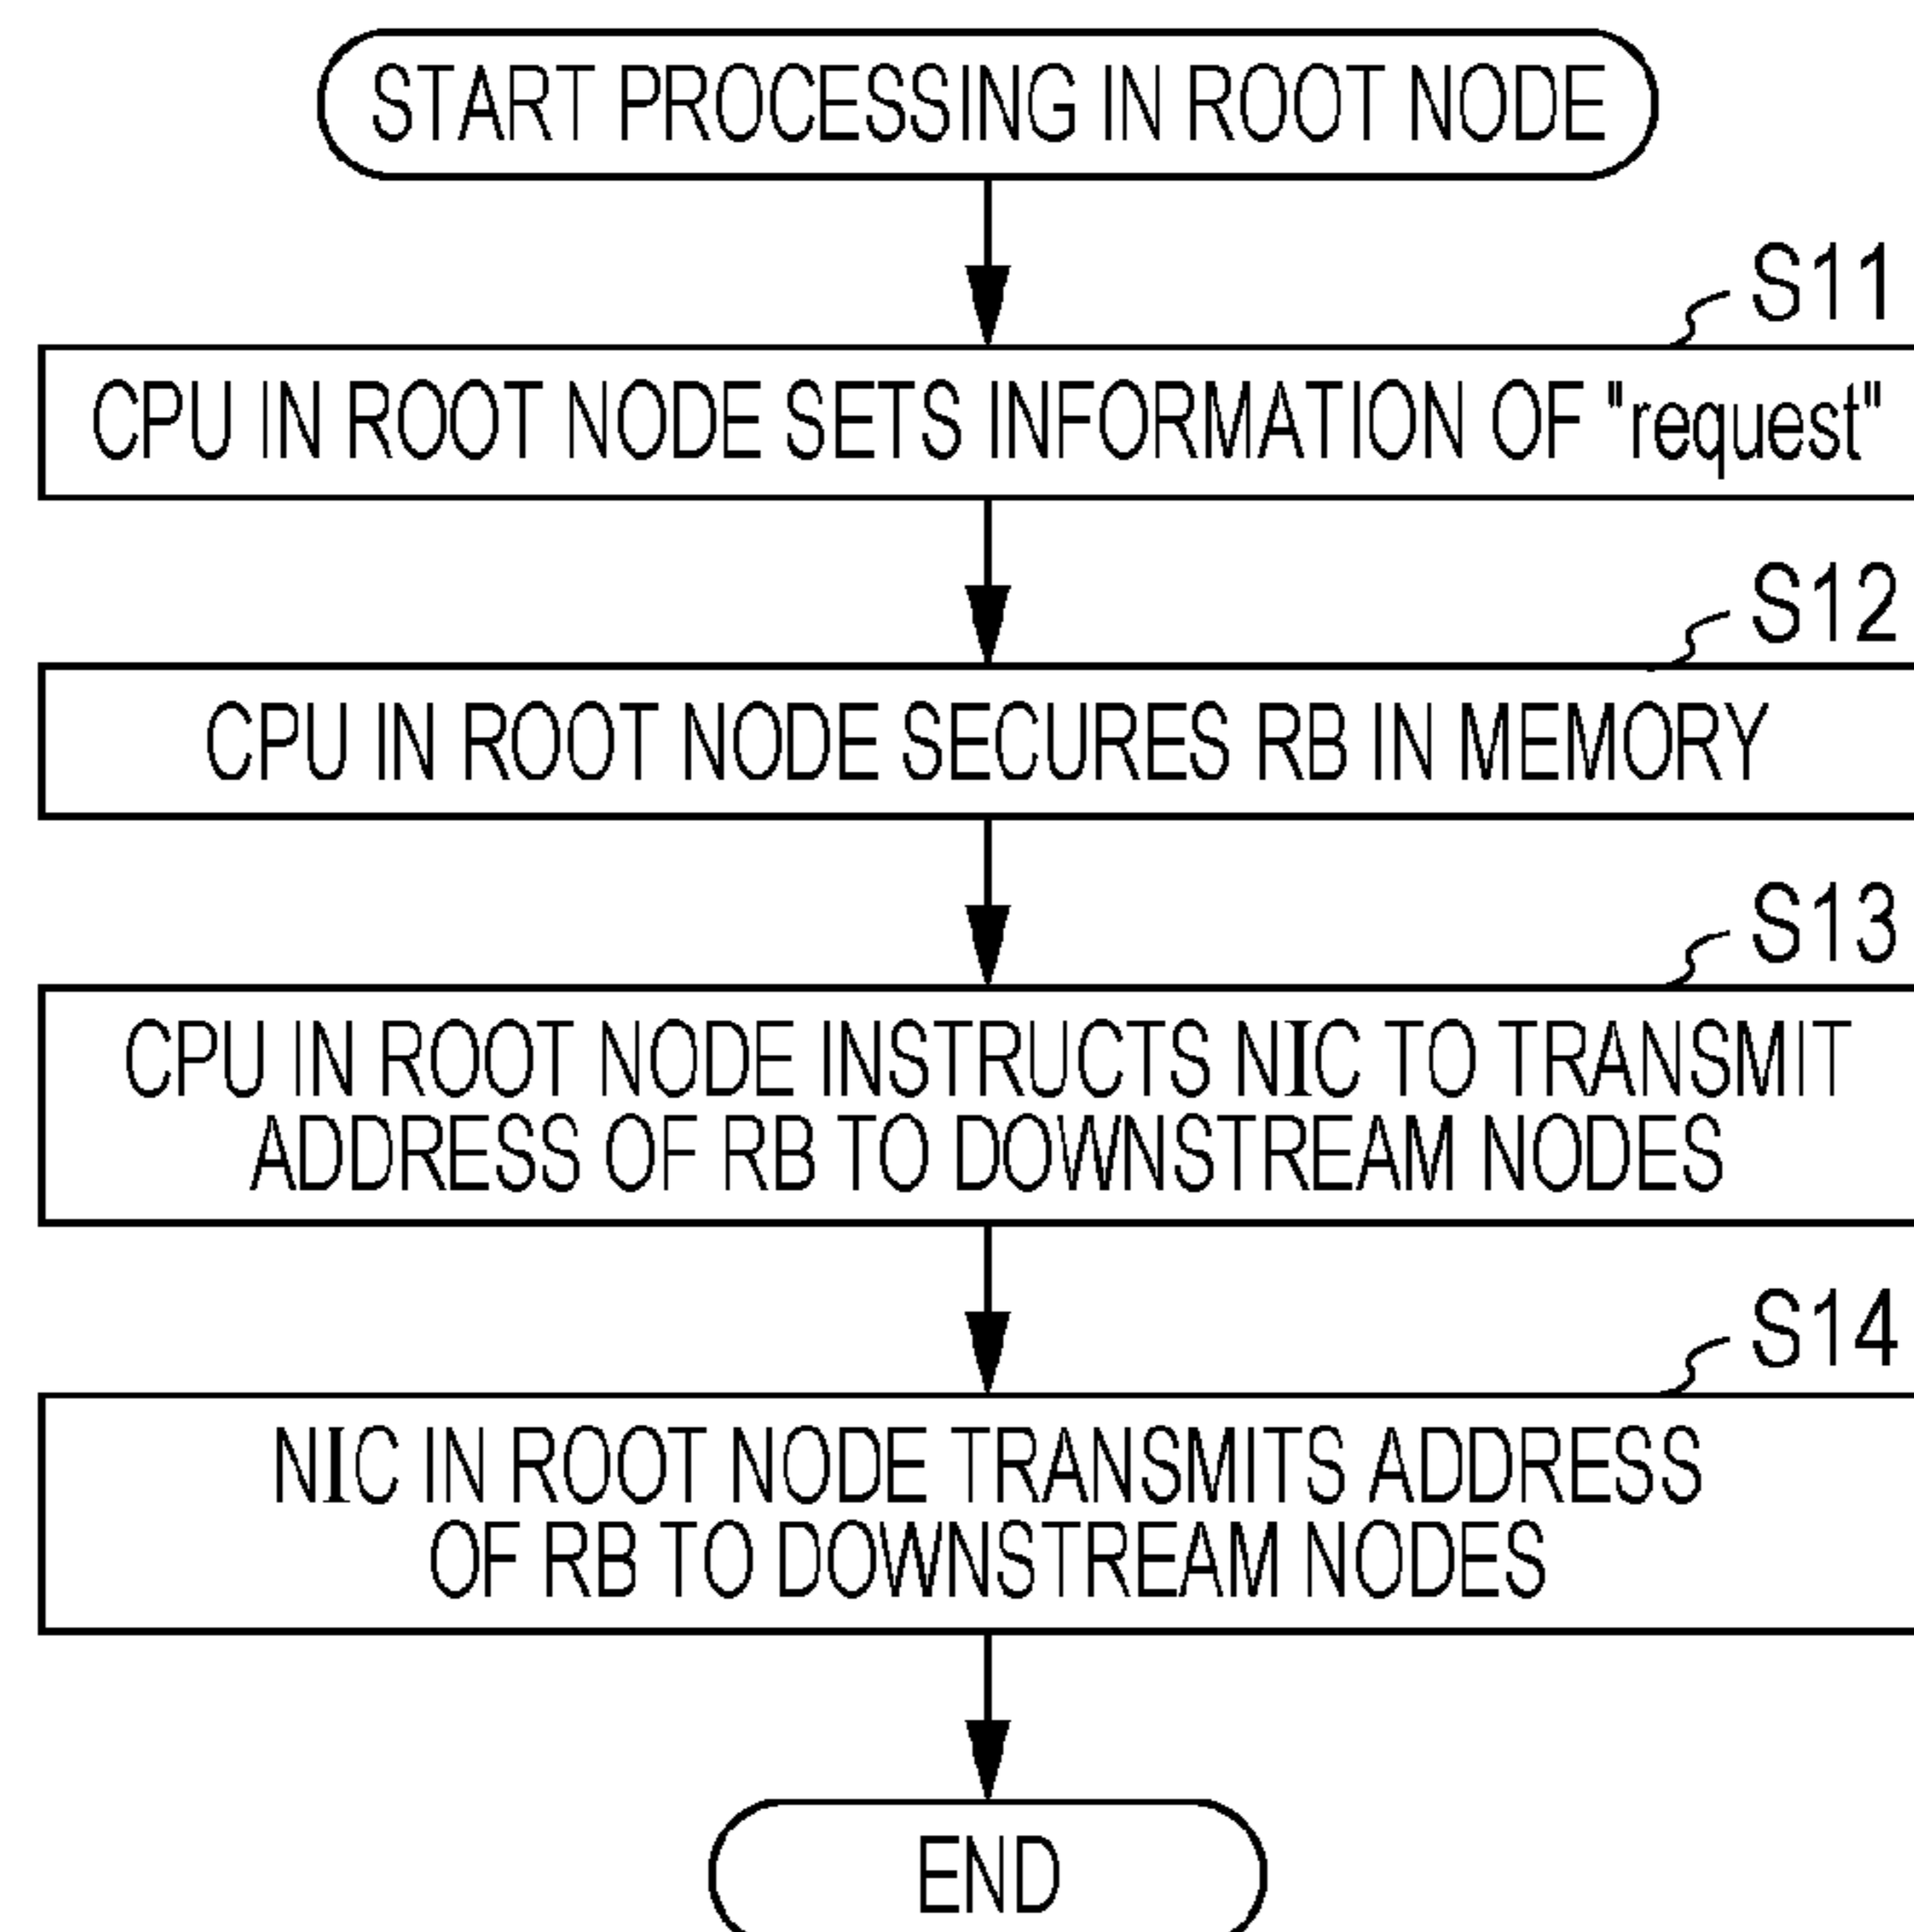 START PROCESSING IN ROOT NODE
S11
CPU IN ROOT NODE SETS INFORMATION OF "request"
S12
CPU IN ROOT NODE SECURES RB IN MEMORY
S13
CPU IN ROOT NODE INSTRUCTS NIC TO TRANSMIT
ADDRESS OF RB TO DOWNSTREAM NODES
S14
NIC IN ROOT NODE TRANSMITS ADDRESS
OF RB TO DOWNSTREAM NODES
END